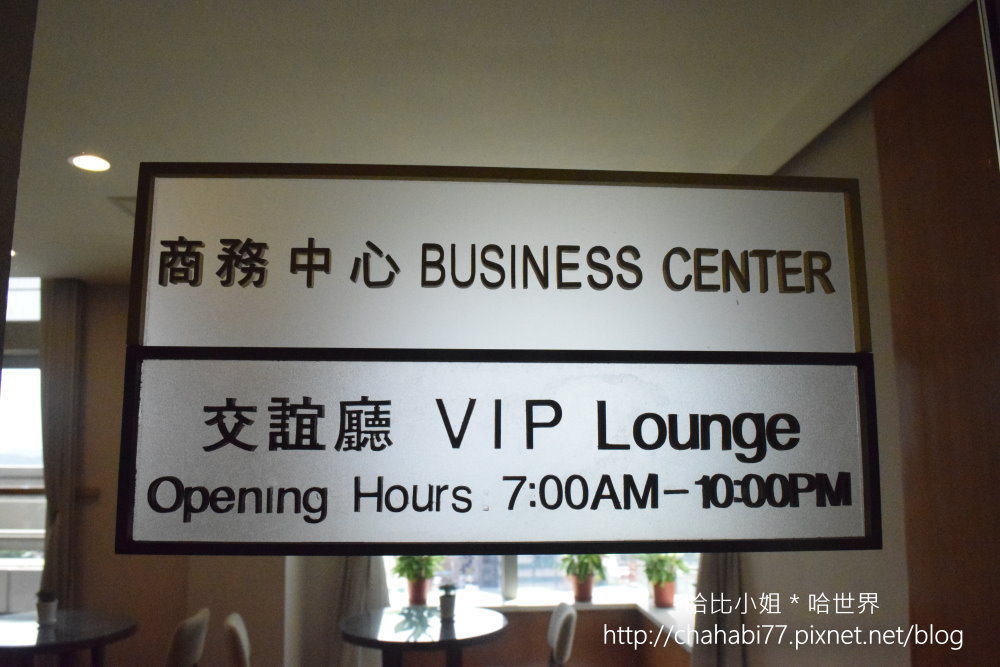 商務中心 BUSINESS CENTER
交誼廳 VIP Lounge
Opening Hours 7:00AM-10:00PM
哈比小姐 * 哈世界
http://chahabi77.pixnet.net/blog